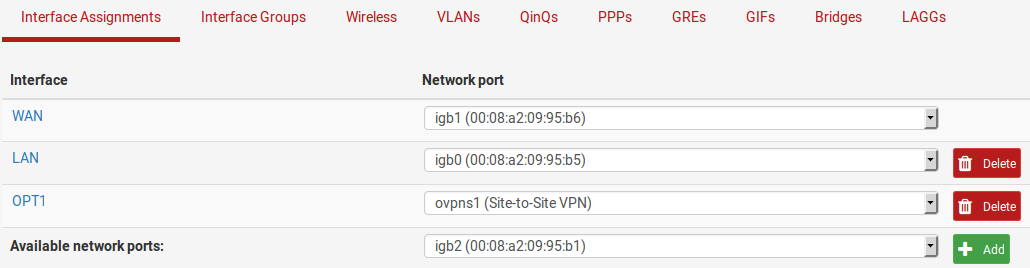 Interface Assignments Interface Groups Wireless VLANs QinQs PPPs GREs GIFs Bridges LAGGs
Interface Network port
WAN igb1 (00:08:a2:09:95:b6)
LAN igb0 (00:08:a2:09:95:b5) Delete
OPT1 ovpns1 (Site-to-Site VPN) Delete
Available network ports: igb2 (00:08:a2:09:95:b1) Add